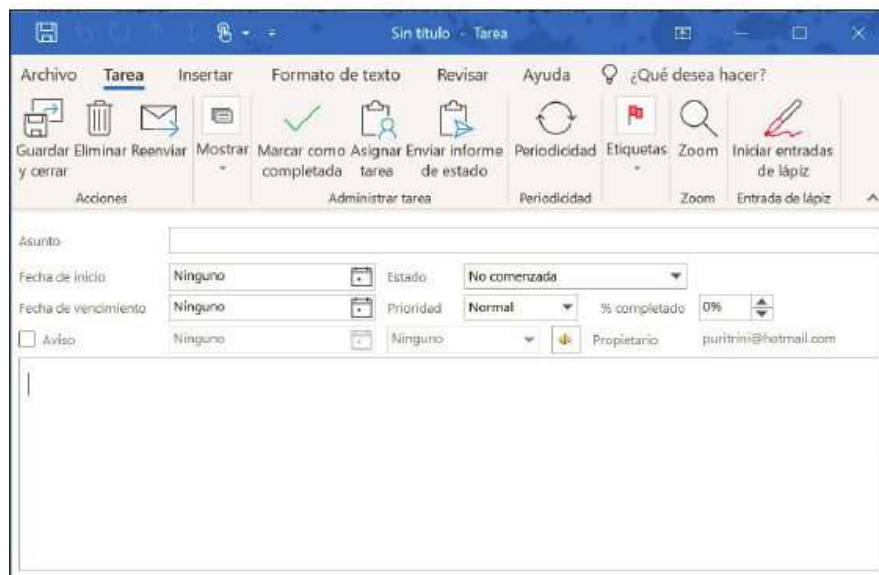 Sin título - Tarea
Archivo Tarea Insertar Formato de texto Revisar Ayuda ¿Qué desea hacer?
Guardar Eliminar Reenviar Mostrar Marcar como Asignar Enviar informe Periodicidad Etiquetas Zoom Iniciar entradas
y cerrar completada tarea de estado de lápiz
Acciones Administrar tarea Periodicidad Zoom Entrada de lápiz
Asunto
Fecha de inicio Ninguno Estado No comenzada
Fecha de vencimiento Ninguno Prioridad Normal % completado 0%
Aviso Ninguno Ninguno Propietario puritrini@hotmail.com